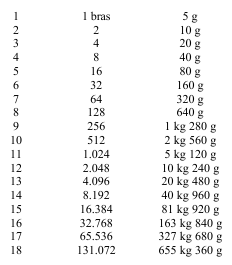 1 1 bras 5 g
2 2 10 g
3 4 20 g
4 8 40 g
5 16 80 g
6 32 160 g
7 64 320 g
8 128 640 g
9 256 1 kg 280 g
10 512 2 kg 560 g
11 1.024 5 kg 120 g
12 2.048 10 kg 240 g
13 4.096 20 kg 480 g
14 8.192 40 kg 960 g
15 16.384 81 kg 920 g
16 32.768 163 kg 840 g
17 65.536 327 kg 680 g
18 131.072 655 kg 360 g